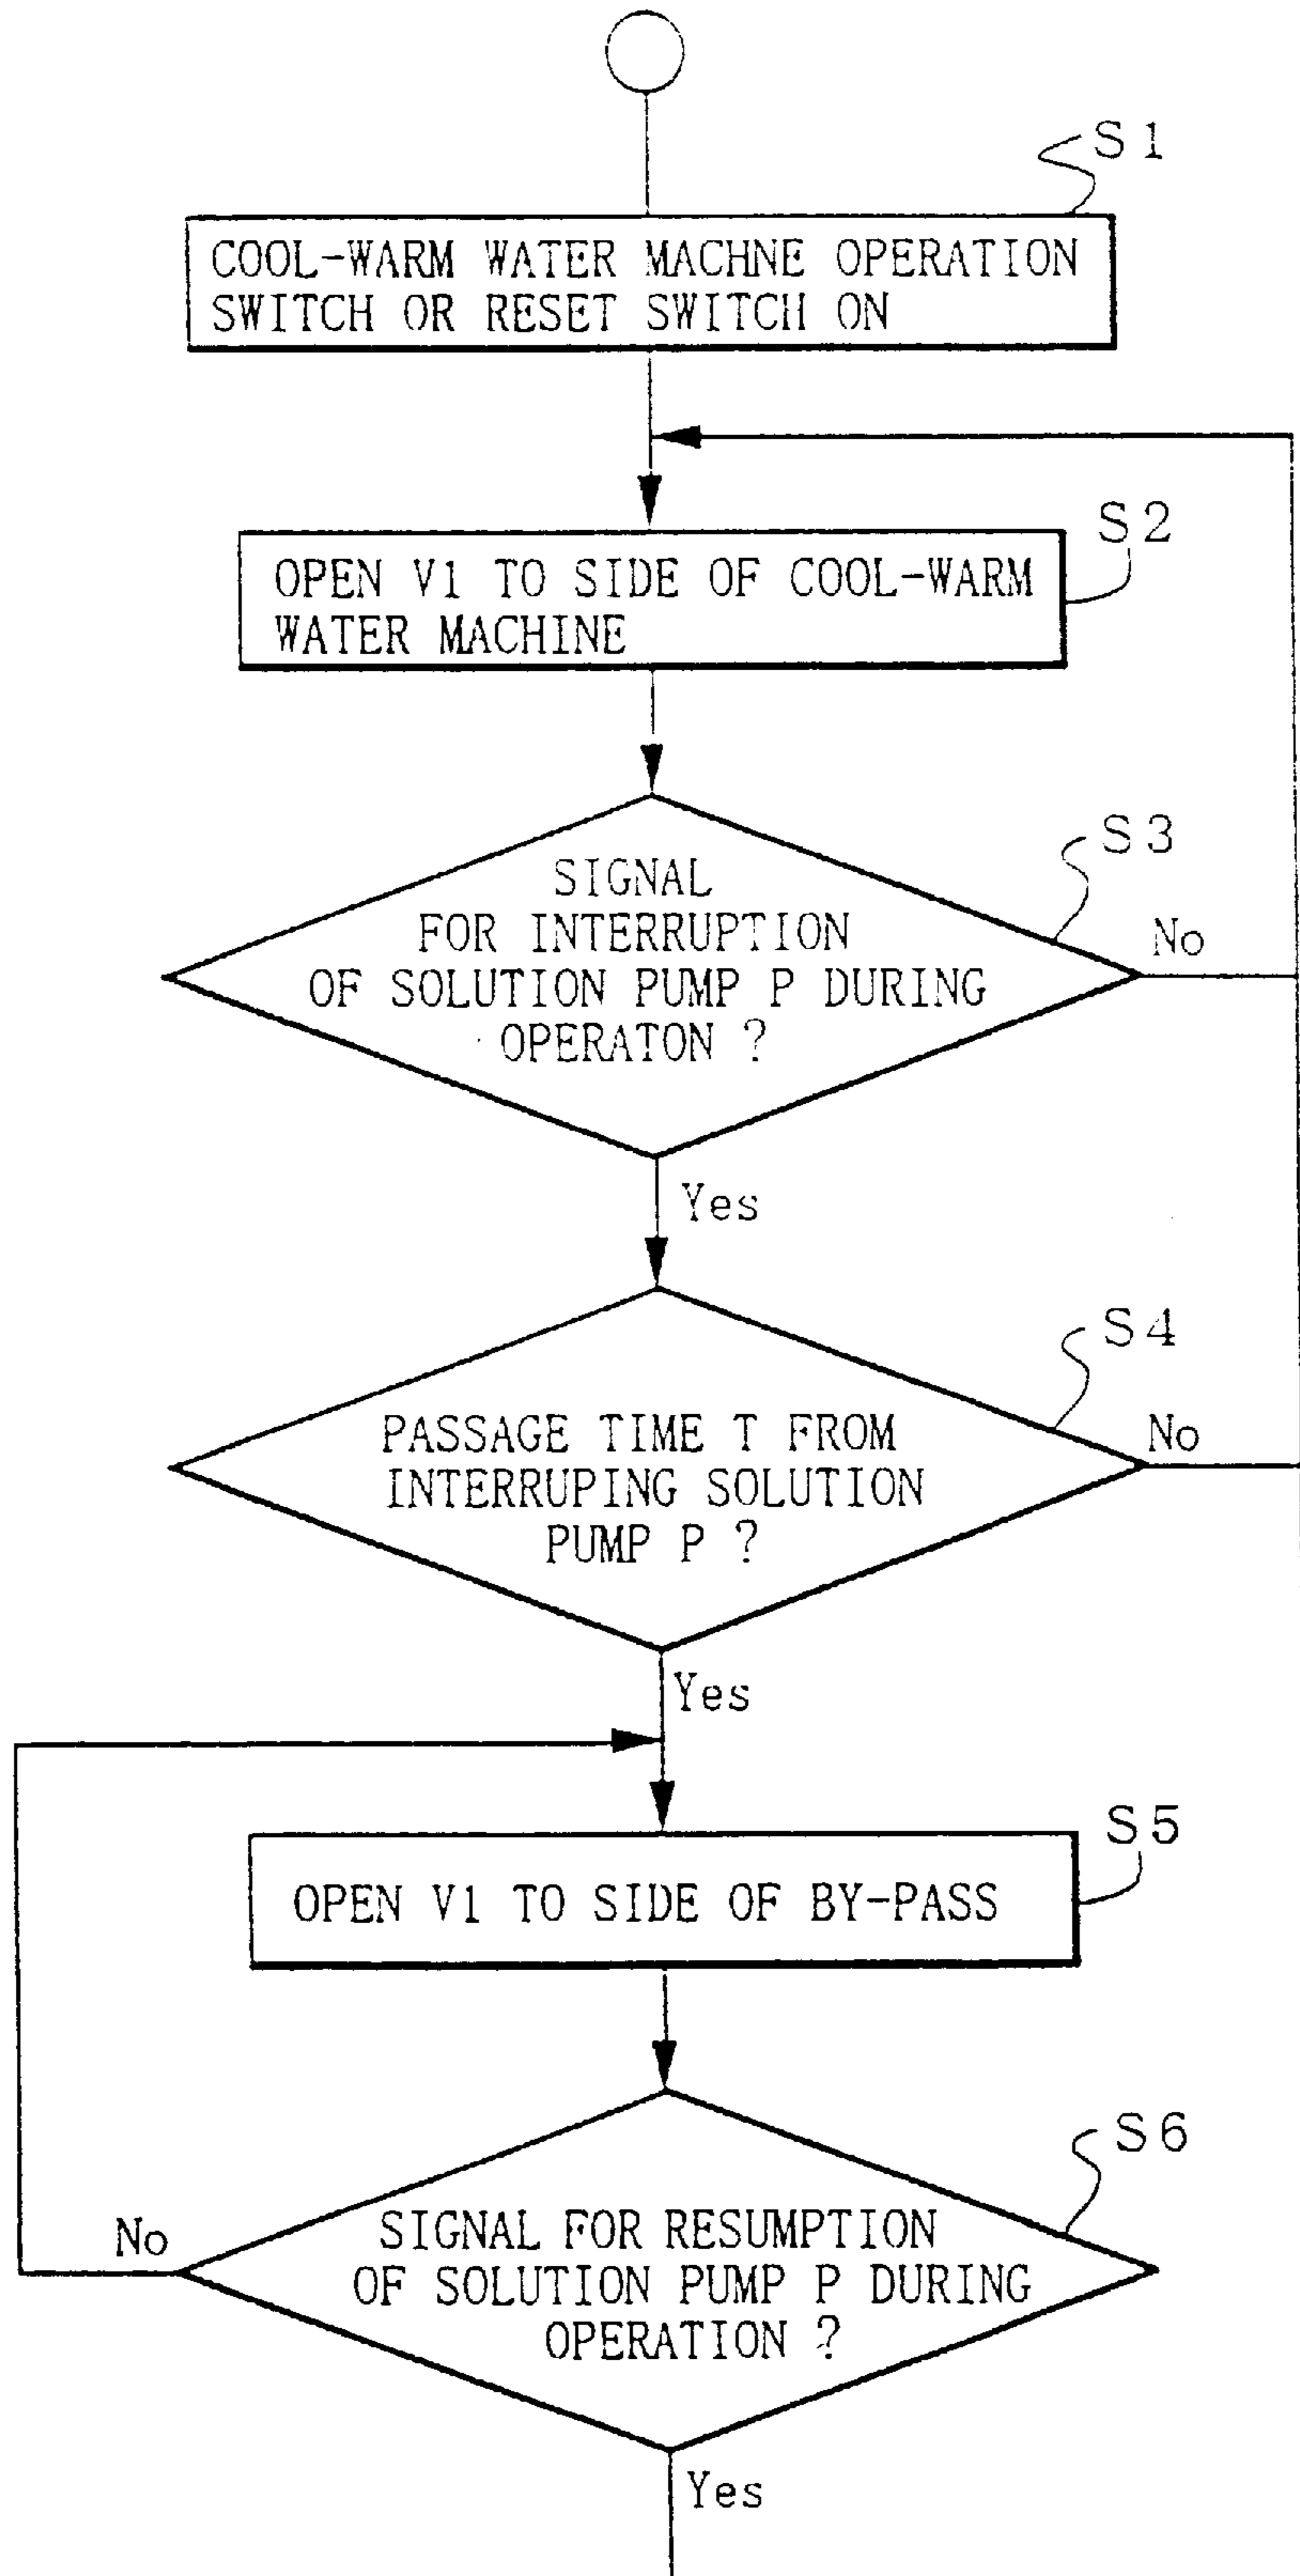 S1
COOL-WARM WATER MACHNE OPERATION
SWITCH OR RESET SWITCH ON
S2
OPEN V1 TO SIDE OF COOL-WARM
WATER MACHINE
S3
SIGNAL
FOR INTERRUPTION
OF SOLUTION PUMP P DURING
OPERATON ?
No
Yes
S4
PASSAGE TIME T FROM
INTERRUPING SOLUTION
PUMP P ?
No
Yes
S5
OPEN V1 TO SIDE OF BY-PASS
S6
SIGNAL FOR RESUMPTION
OF SOLUTION PUMP P DURING
OPERATION ?
No
Yes